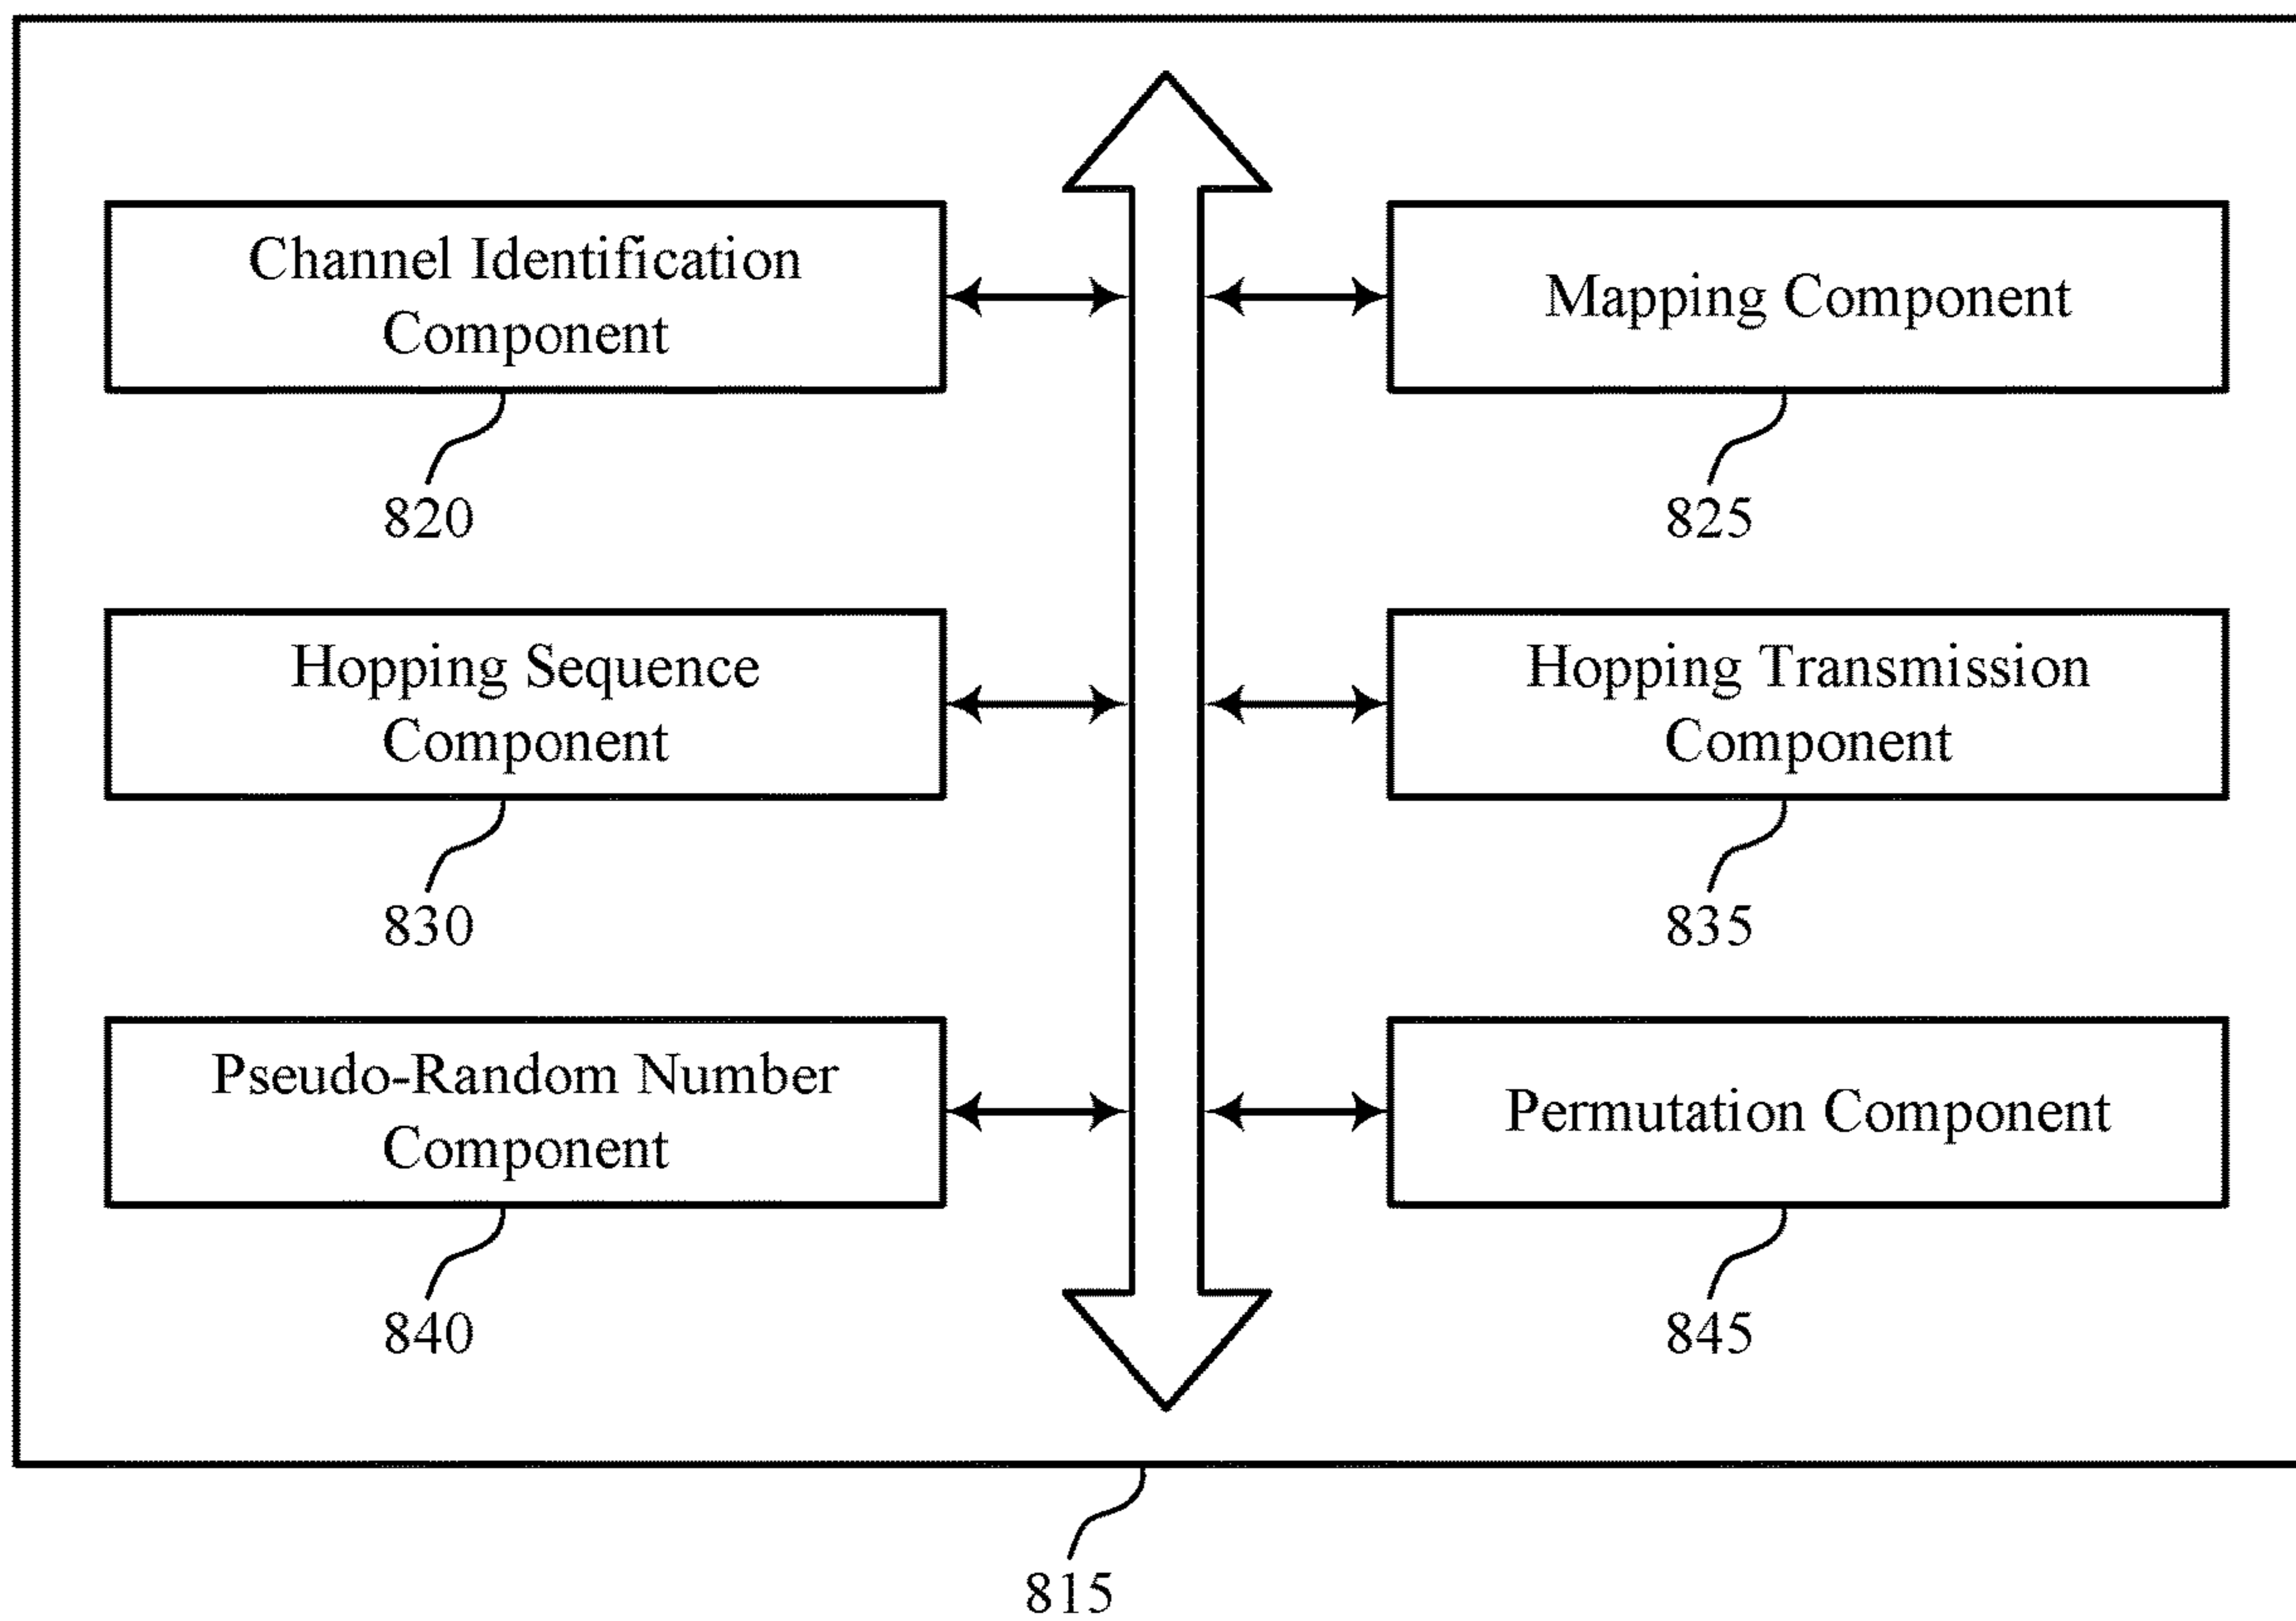 Channel Identification
Component
820
Mapping Component
825
Hopping Sequence
Component
830
Hopping Transmission
Component
835
Pseudo-Random Number
Component
840
Permutation Component
845
815